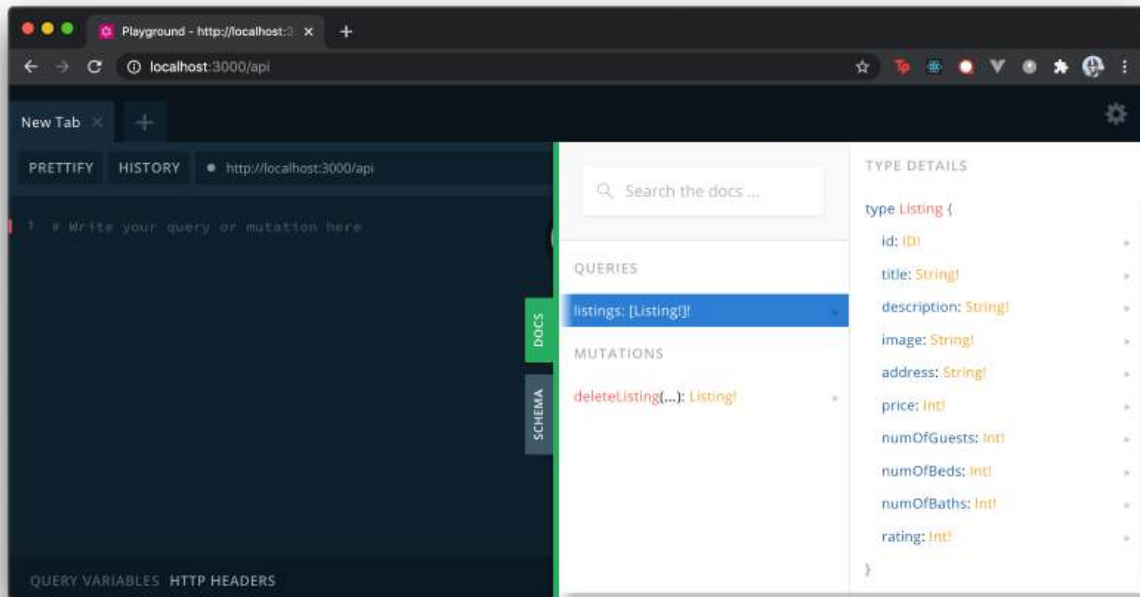 Playground - http://localhost:3
localhost:3000/api
New Tab
PRETTIFY HISTORY http://localhost:3000/api
1 # Write your query or mutation here
QUERY VARIABLES HTTP HEADERS
DOCS
SCHEMA
Search the docs ...
QUERIES
listings: [Listing!]!
MUTATIONS
deleteListing(...): Listing!
TYPE DETAILS
type Listing {
id: ID!
title: String!
description: String!
image: String!
address: String!
price: Int!
numOfGuests: Int!
numOfBeds: Int!
numOfBaths: Int!
rating: Int!
}